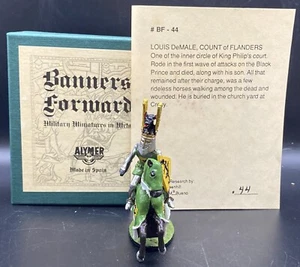 Banners
Forward
Military Miniatures in
ALYMER
Made in Spain
# BF - 44
LOUIS DeMALE, COUNT of FLANDERS
One of the inner circle of King Philip's court.
Rode in the first wave of attacks on the Black
Prince and died, along with his son. All that
remained after their charge, was a few
rideless horses walking among the dead and
wounded. He is buried in the church yard at
44